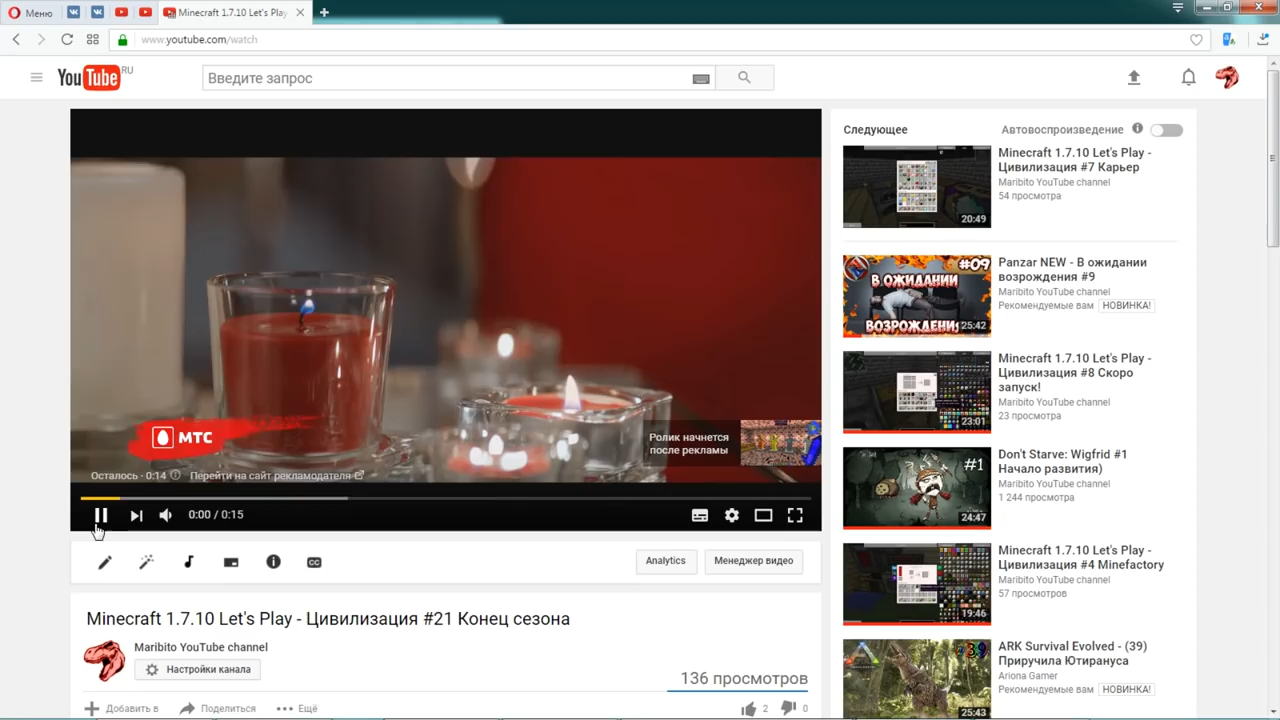 Меню
Minecraft 1.7.10 Let's Play
www.youtube.com/watch
YouTube RU
Введите запрос
МТС
Ролик начнется
после рекламы
Осталось · 0:14
Перейти на сайт рекламодателя
0:00 / 0:15
CC
Analytics
Менеджер видео
Minecraft 1.7.10 Let's Play - Цивилизация #21 Конец сезона
Maribito YouTube channel
Настройки канала
136 просмотров
Добавить в
Поделиться
Ещё
2
0
Следующее
Автовоспроизведение
20:49
Minecraft 1.7.10 Let's Play -
Цивилизация #7 Карьер
Maribito YouTube channel
54 просмотра
#09
В ОЖИДАНИИ
ВОЗРОЖДЕНИЯ
25:42
Panzar NEW - В ожидании
возрождения #9
Maribito YouTube channel
Рекомендуемые вам НОВИНКА!
23:01
Minecraft 1.7.10 Let's Play -
Цивилизация #8 Скоро
запуск!
Maribito YouTube channel
23 просмотра
#1
24:47
Don't Starve: Wigfrid #1
Начало развития)
Maribito YouTube channel
1 244 просмотра
19:46
Minecraft 1.7.10 Let's Play -
Цивилизация #4 Minefactory
Maribito YouTube channel
57 просмотров
39
25:43
ARK Survival Evolved - (39)
Приручила Ютирануса
Ariona Gamer
Рекомендуемые вам НОВИНКА!